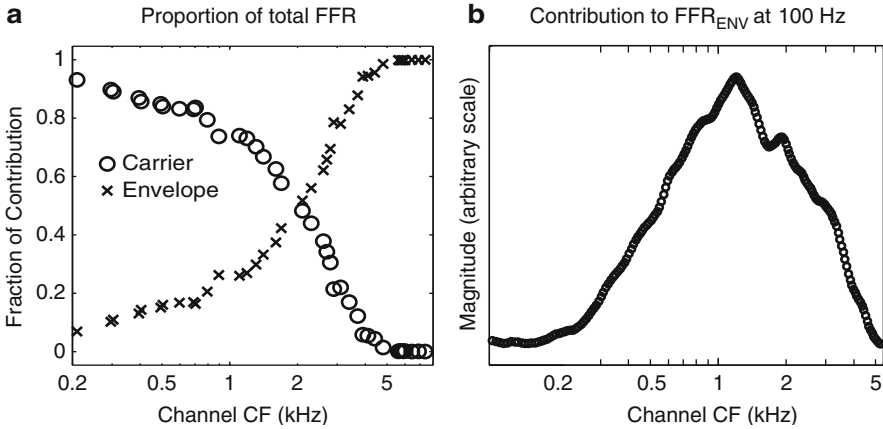 a
Proportion of total FFR
1
0.8
0.6
0.4
0.2
0
Fraction of Contribution
Carrier
Envelope
0.2
0.5
1
2
5
Channel CF (kHz)
b
Contribution to FFR_ENV at 100 Hz
Magnitude (arbitrary scale)
0.2
0.5
1
2
5
Channel CF (kHz)